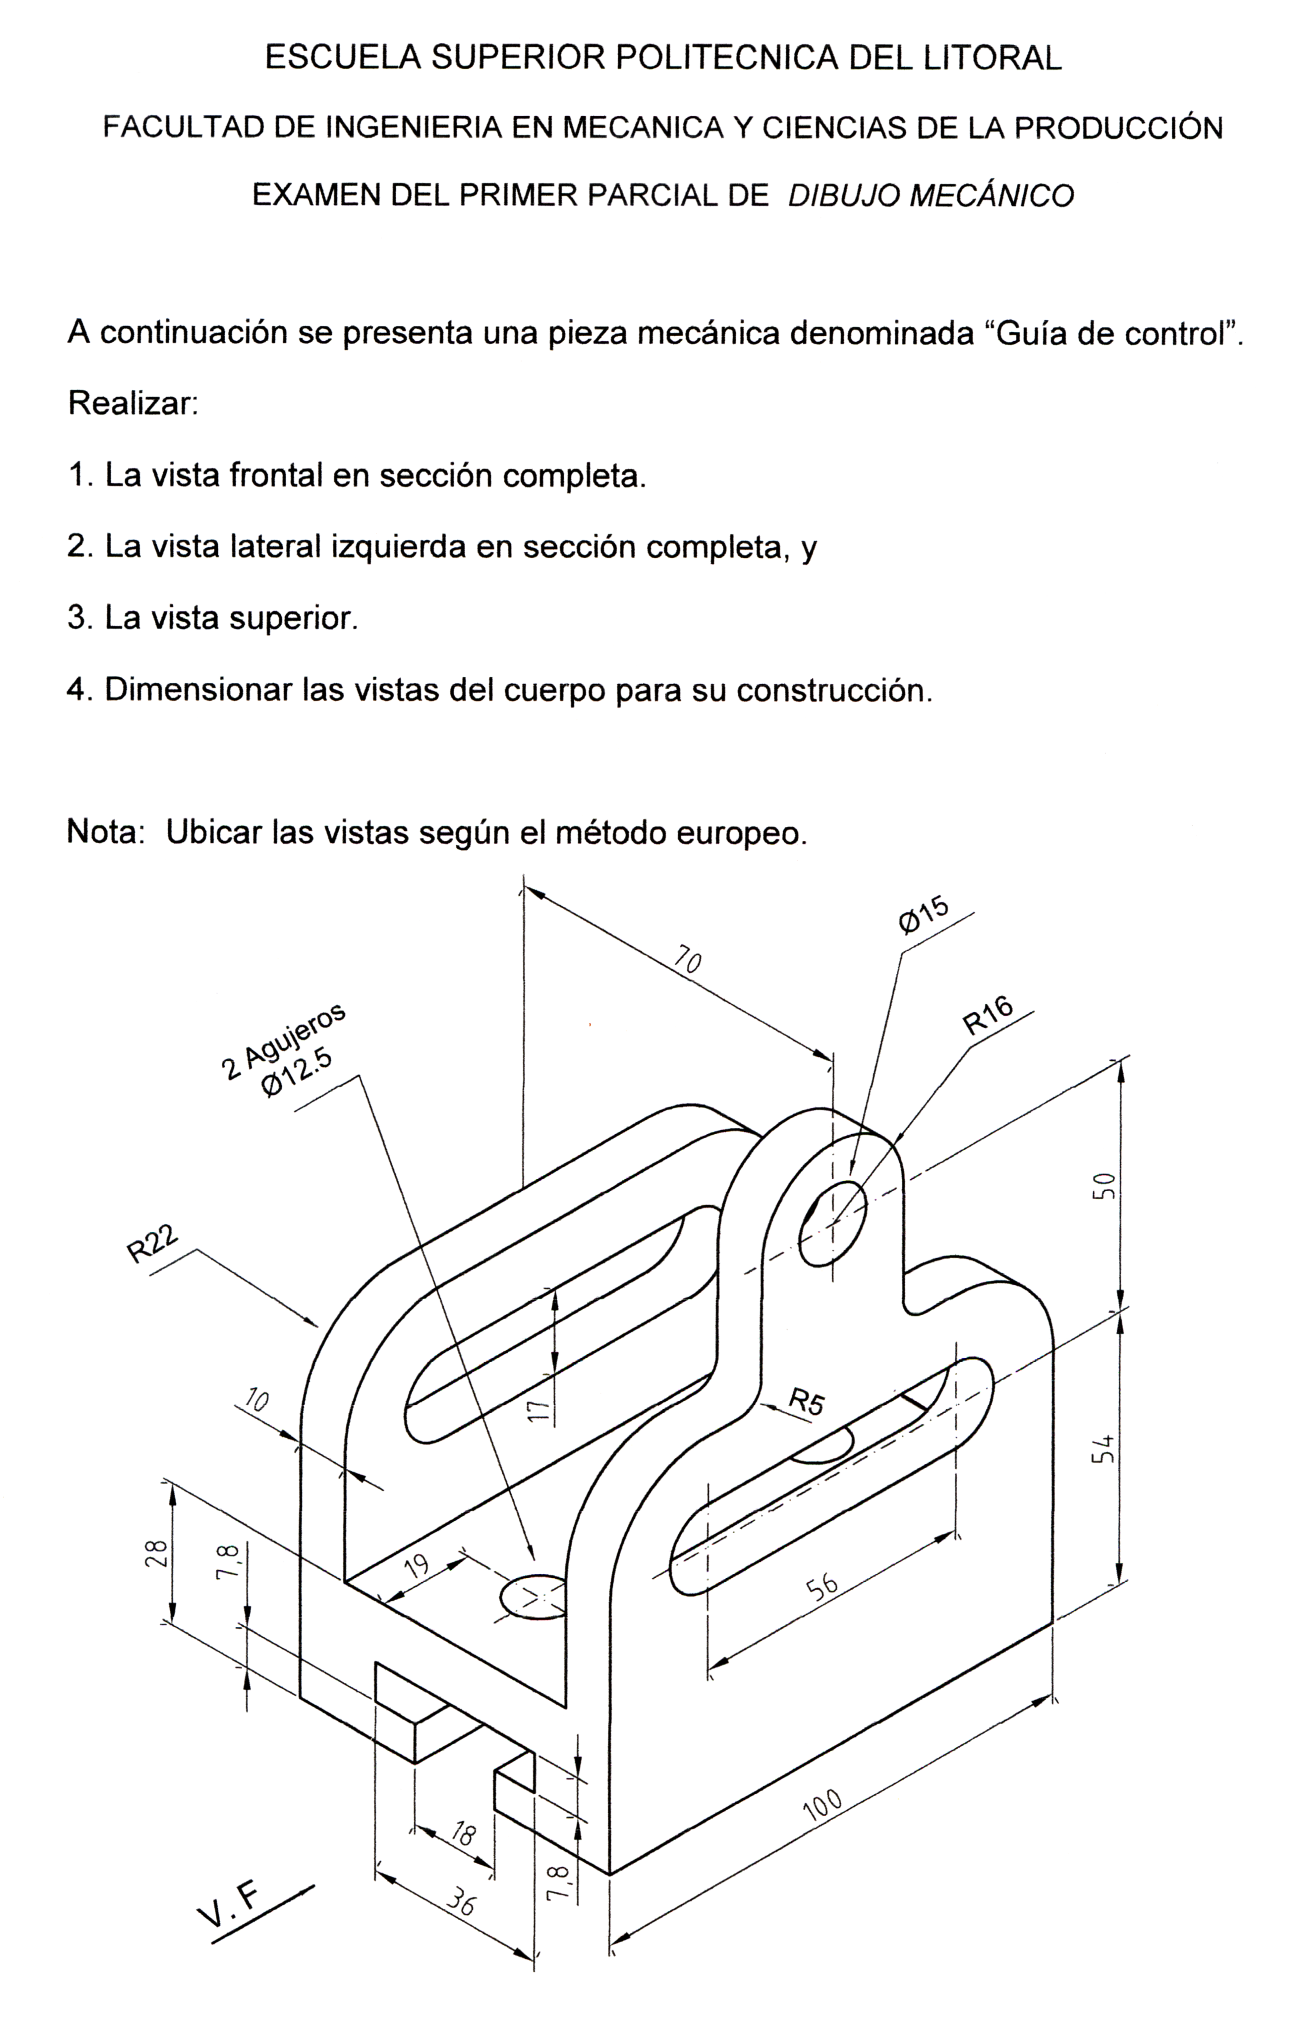 ESCUELA SUPERIOR POLITECNICA DEL LITORAL
FACULTAD DE INGENIERIA EN MECANICA Y CIENCIAS DE LA PRODUCCIÓN
EXAMEN DEL PRIMER PARCIAL DE DIBUJO MECÁNICO
A continuación se presenta una pieza mecánica denominada “Guía de control”.
Realizar:
1. La vista frontal en sección completa.
2. La vista lateral izquierda en sección completa, y
3. La vista superior.
4. Dimensionar las vistas del cuerpo para su construcción.
Nota: Ubicar las vistas según el método europeo.
Ø15
70
R16
2 Agujeros
Ø12.5
50
R22
10
17
R5
54
28
7,8
19
56
100
18
7,8
36
V.F